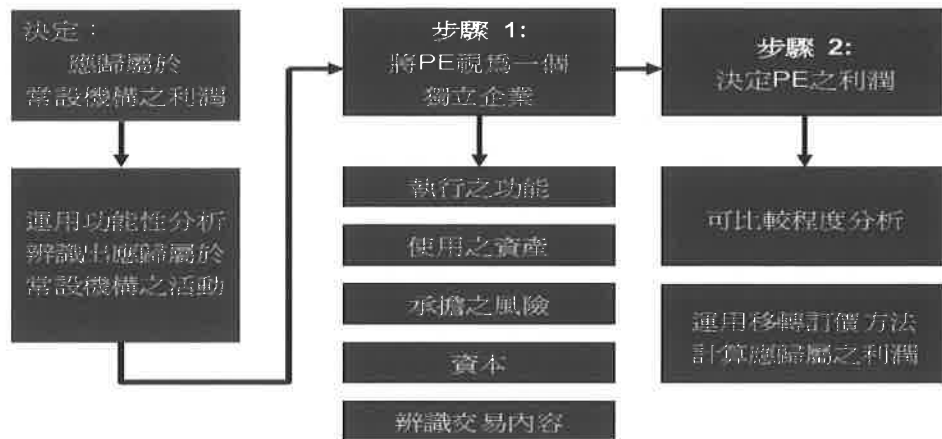 決定：
應歸屬於
常設機構之利潤
運用功能性分析
辨識出應歸屬於
常設機構之活動
步驟 1:
將PE視為一個
獨立企業
執行之功能
使用之資產
承擔之風險
資本
辨識交易內容
步驟 2:
決定PE之利潤
可比較程度分析
運用移轉訂價方法
計算應歸屬之利潤